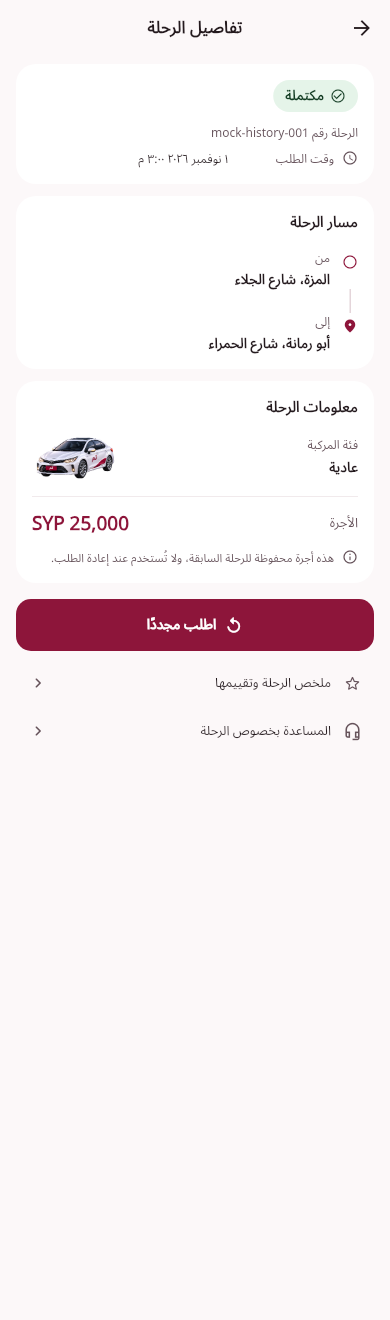 تفاصيل الرحلة
مكتملة
الرحلة رقم mock-history-001
وقت الطلب ١ نوفمبر ٢٠٢٦ ٣:٠٠ م
مسار الرحلة
من
المزة، شارع الجلاء
إلى
أبو رمانة، شارع الحمراء
معلومات الرحلة
فئة المركبة
عادية
الأجرة SYP 25,000
هذه أجرة محفوظة للرحلة السابقة، ولا تُستخدم عند إعادة الطلب.
اطلب مجددًا
ملخص الرحلة وتقييمها
المساعدة بخصوص الرحلة